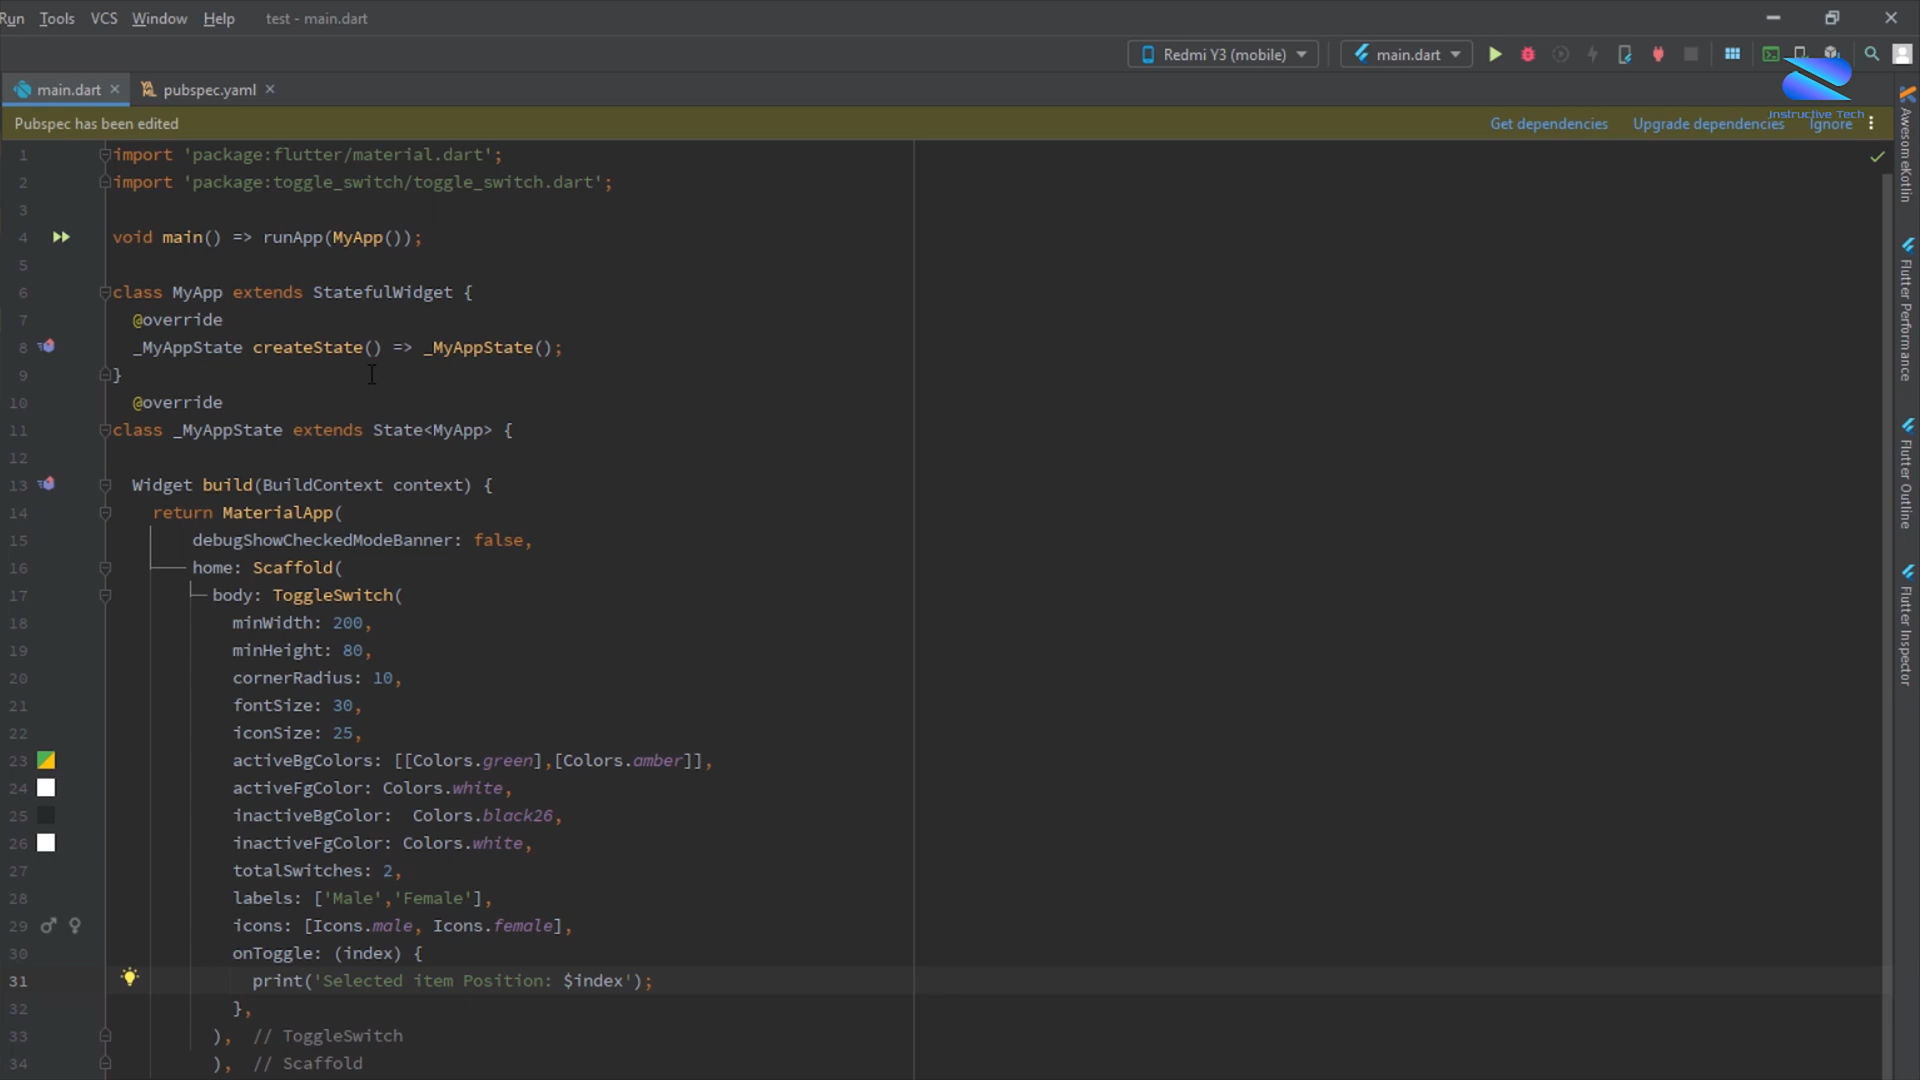 Run Tools VCS Window Help test - main.dart
Redmi Y3 (mobile) main.dart
main.dart pubspec.yaml
Instructive Tech
Pubspec has been edited Get dependencies Upgrade dependencies Ignore
1 import 'package:flutter/material.dart';
2 import 'package:toggle_switch/toggle_switch.dart';
3
4 void main() => runApp(MyApp());
5
6 class MyApp extends StatefulWidget {
7 @override
8 _MyAppState createState() => _MyAppState();
9 }
10 @override
11 class _MyAppState extends State<MyApp> {
12
13 Widget build(BuildContext context) {
14 return MaterialApp(
15 debugShowCheckedModeBanner: false,
16 home: Scaffold(
17 body: ToggleSwitch(
18 minWidth: 200,
19 minHeight: 80,
20 cornerRadius: 10,
21 fontSize: 30,
22 iconSize: 25,
23 activeBgColors: [[Colors.green],[Colors.amber]],
24 activeFgColor: Colors.white,
25 inactiveBgColor:  Colors.black26,
26 inactiveFgColor: Colors.white,
27 totalSwitches: 2,
28 labels: ['Male','Female'],
29 icons: [Icons.male, Icons.female],
30 onToggle: (index) {
31 print('Selected item Position: $index');
32 },
33 ), // ToggleSwitch
34 ), // Scaffold
AwesomeKotlin
Flutter Performance
Flutter Outline
Flutter Inspector